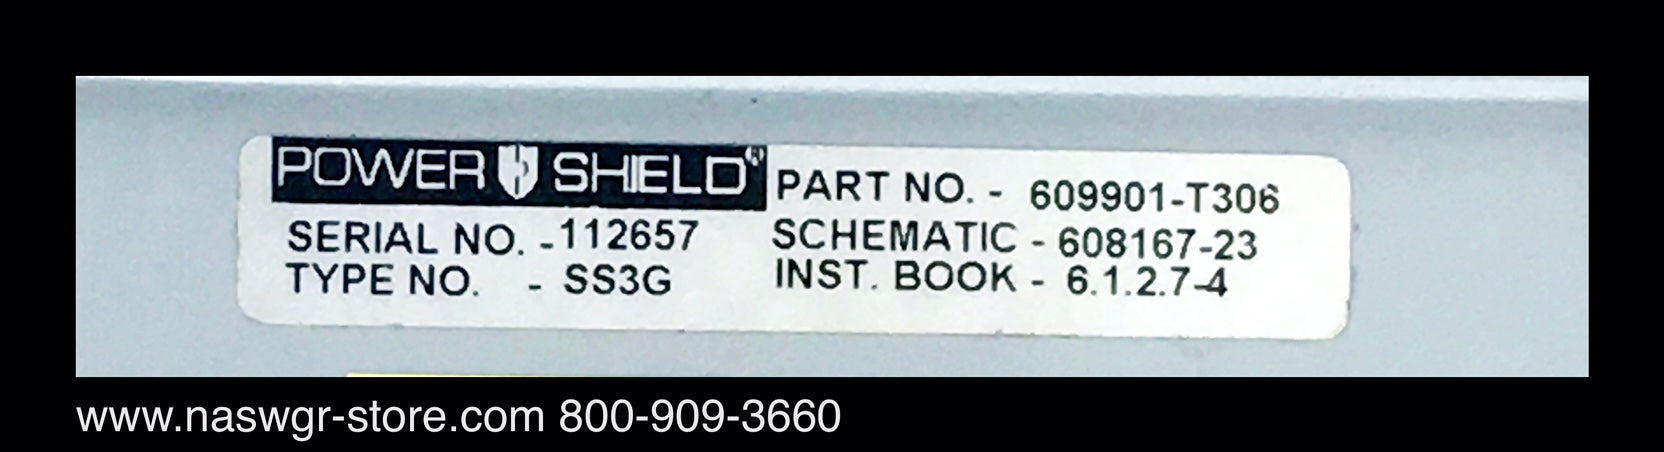 POWER SHIELD®
SERIAL NO. - 112657
TYPE NO. - SS3G
PART NO. - 609901-T306
SCHEMATIC - 608167-23
INST. BOOK - 6.1.2.7-4
www.naswgr-store.com 800-909-3660